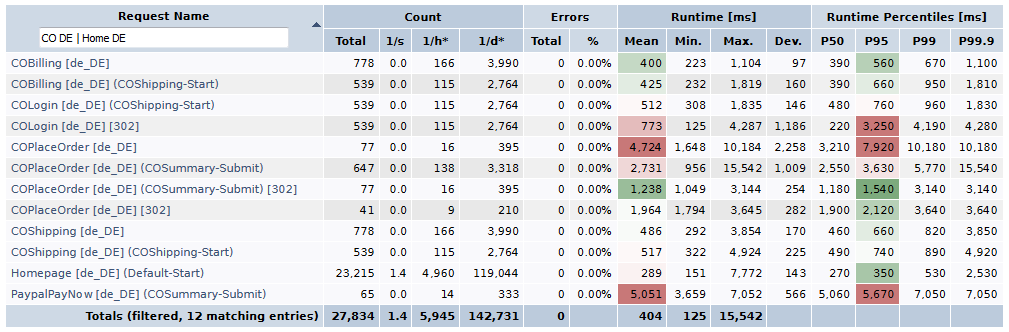 Request Name Count Errors Runtime [ms] Runtime Percentiles [ms]
CO DE | Home DE Total 1/s 1/h* 1/d* Total % Mean Min. Max. Dev. P50 P95 P99 P99.9
COBilling [de_DE] 778 0.0 166 3,990 0 0.00% 400 223 1,104 97 390 560 670 1,100
COBilling [de_DE] (COShipping-Start) 539 0.0 115 2,764 0 0.00% 425 232 1,819 160 390 660 950 1,810
COLogin [de_DE] (COShipping-Start) 539 0.0 115 2,764 0 0.00% 512 308 1,835 146 480 760 960 1,830
COLogin [de_DE] [302] 539 0.0 115 2,764 0 0.00% 773 125 4,287 1,186 220 3,250 4,190 4,280
COPlaceOrder [de_DE] 77 0.0 16 395 0 0.00% 4,724 1,648 10,184 2,258 3,210 7,920 10,180 10,180
COPlaceOrder [de_DE] (COSummary-Submit) 647 0.0 138 3,318 0 0.00% 2,731 956 15,542 1,009 2,550 3,630 5,770 15,540
COPlaceOrder [de_DE] (COSummary-Submit) [302] 77 0.0 16 395 0 0.00% 1,238 1,049 3,144 254 1,180 1,540 3,140 3,140
COPlaceOrder [de_DE] [302] 41 0.0 9 210 0 0.00% 1,964 1,794 3,645 282 1,900 2,120 3,640 3,640
COShipping [de_DE] 778 0.0 166 3,990 0 0.00% 486 292 3,854 170 460 660 820 3,850
COShipping [de_DE] (COShipping-Start) 539 0.0 115 2,764 0 0.00% 517 322 4,924 225 490 740 890 4,920
Homepage [de_DE] (Default-Start) 23,215 1.4 4,960 119,044 0 0.00% 289 151 7,772 143 270 350 530 2,530
PaypalPayNow [de_DE] (COSummary-Submit) 65 0.0 14 333 0 0.00% 5,051 3,659 7,052 566 5,060 5,670 7,050 7,050
Totals (filtered, 12 matching entries) 27,834 1.4 5,945 142,731 0 404 125 15,542